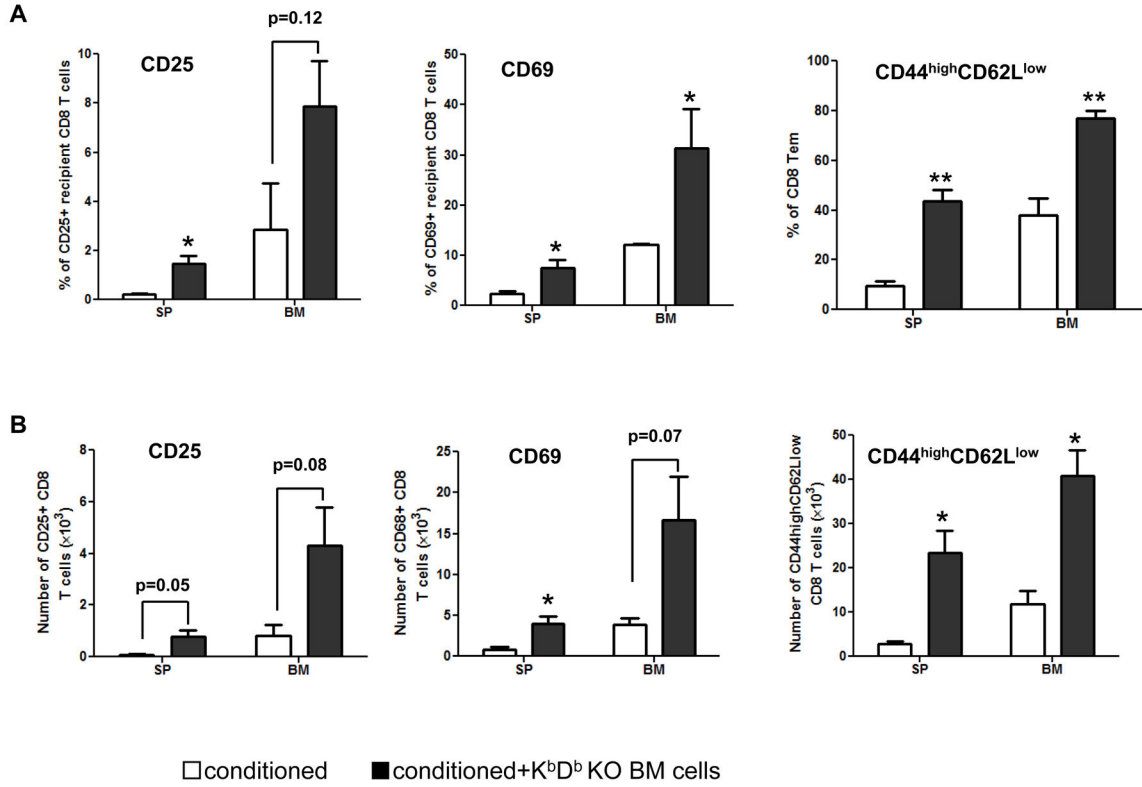 A
CD25
p=0.12
% of CD25+ recipient CD8 T cells
10
8
6
4
2
0
*
SP
BM
CD69
% of CD69+ recipient CD8 T cells
50
40
30
20
10
0
*
*
SP
BM
CD44highCD62Llow
% of CD8 Tem
100
80
60
40
20
0
**
**
SP
BM
B
CD25
Number of CD25+ CD8
T cells (×10³)
8
6
4
2
0
p=0.05
p=0.08
SP
BM
CD69
Number of CD68+ CD8
T cells (×10³)
25
20
15
10
5
0
*
p=0.07
SP
BM
CD44highCD62Llow
Number of CD44highCD62Llow
CD8 T cells (×10³)
50
40
30
20
10
0
*
*
SP
BM
conditioned
conditioned+KᵇDᵇ KO BM cells